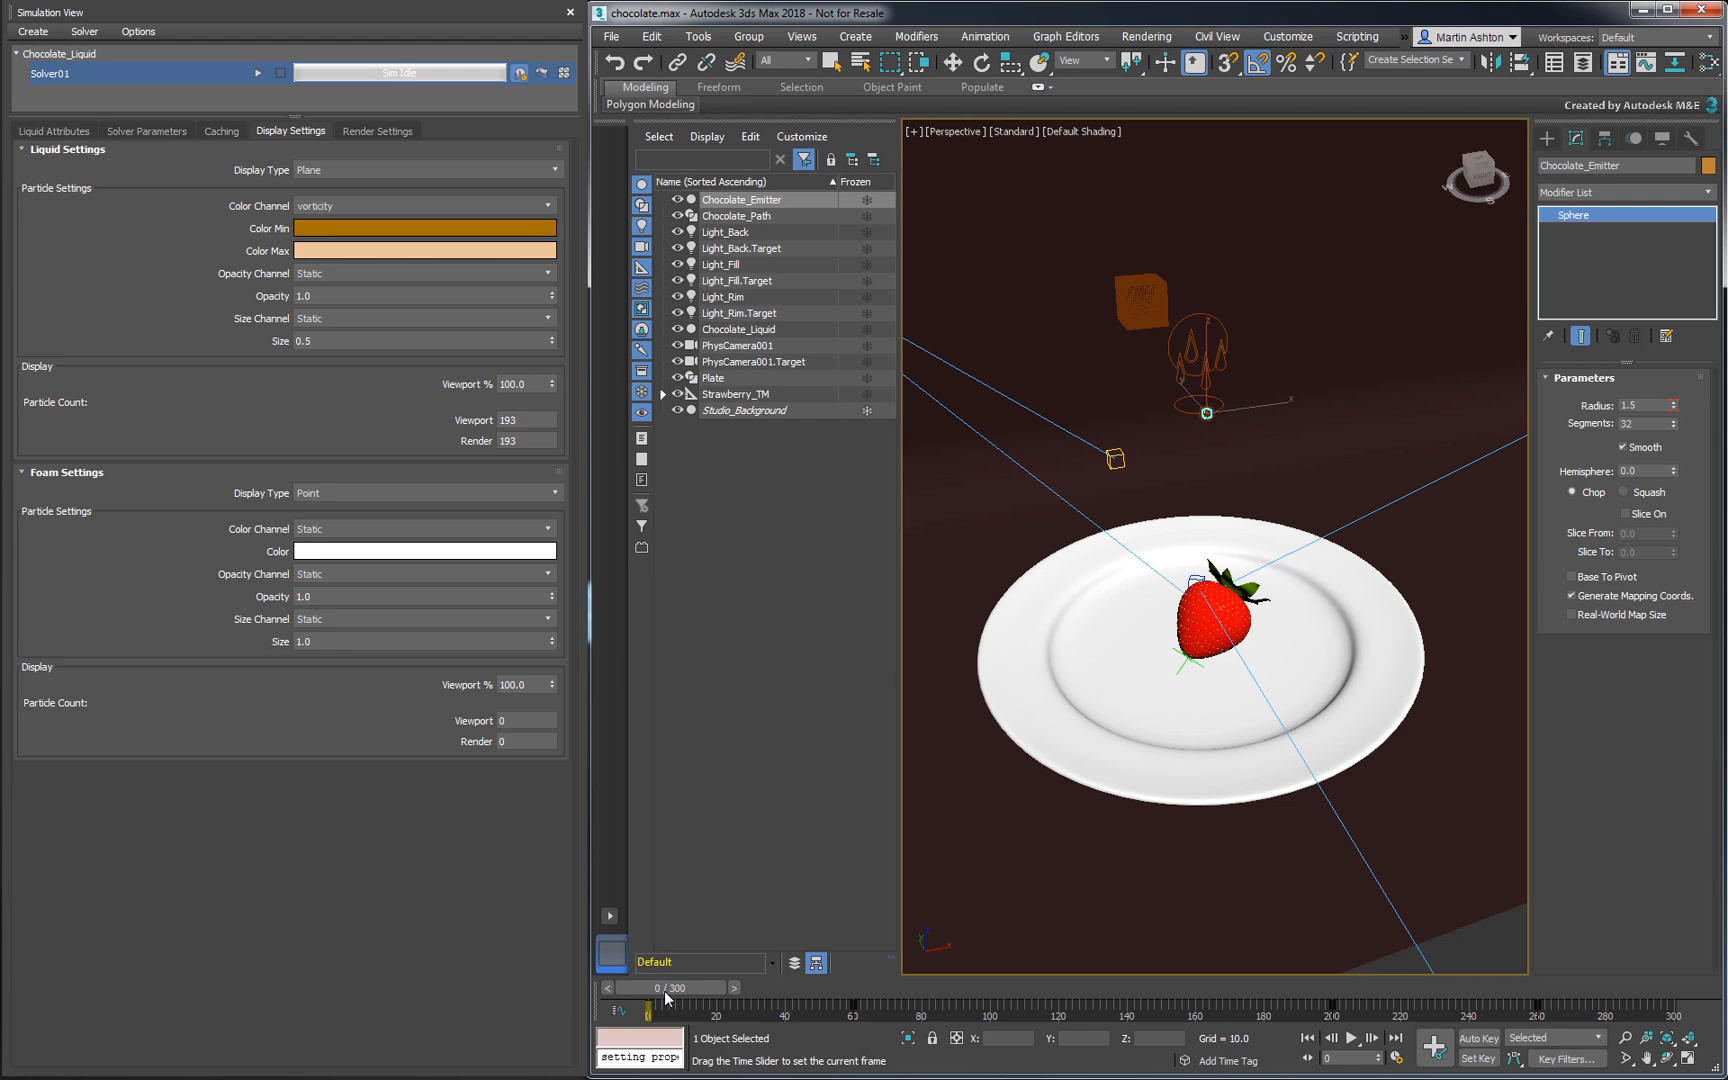 Simulation View
Create Solver Options
Chocolate_Liquid
Solver01 Sim Idle
Liquid Attributes Solver Parameters Caching Display Settings Render Settings
Liquid Settings
Display Type Plane
Particle Settings
Color Channel vorticity
Color Min
Color Max
Opacity Channel Static
Opacity 1.0
Size Channel Static
Size 0.5
Display
Viewport % 100.0
Particle Count:
Viewport 193
Render 193
Foam Settings
Display Type Point
Particle Settings
Color Channel Static
Color
Opacity Channel Static
Opacity 1.0
Size Channel Static
Size 1.0
Display
Viewport % 100.0
Particle Count:
Viewport 0
Render 0
3 chocolate.max - Autodesk 3ds Max 2018 - Not for Resale
File Edit Tools Group Views Create Modifiers Animation Graph Editors Rendering Civil View Customize Scripting » Martin Ashton Workspaces: Default
All View 3 % Create Selection Se
Modeling Freeform Selection Object Paint Populate
Polygon Modeling Created by Autodesk M&E 3
Select Display Edit Customize
Name (Sorted Ascending) Frozen
Chocolate_Emitter
Chocolate_Path
Light_Back
Light_Back.Target
Light_Fill
Light_Fill.Target
Light_Rim
Light_Rim.Target
Chocolate_Liquid
PhysCamera001
PhysCamera001.Target
Plate
Strawberry_TM
Studio_Background
Default
[+] [Perspective] [Standard] [Default Shading]
W S
z
x
y
z
y x
Chocolate_Emitter
Modifier List
Sphere
Parameters
Radius: 1.5
Segments: 32
Smooth
Hemisphere: 0.0
Chop Squash
Slice On
Slice From: 0.0
Slice To: 0.0
Base To Pivot
Generate Mapping Coords.
Real-World Map Size
< 0 / 300 >
20 40 60 80 100 120 140 160 180 200 220 240 260 280 300
1 Object Selected X: Y: Z: Grid = 10.0 Auto Key Selected
setting prop Drag the Time Slider to set the current frame Add Time Tag 0 Set Key Key Filters...